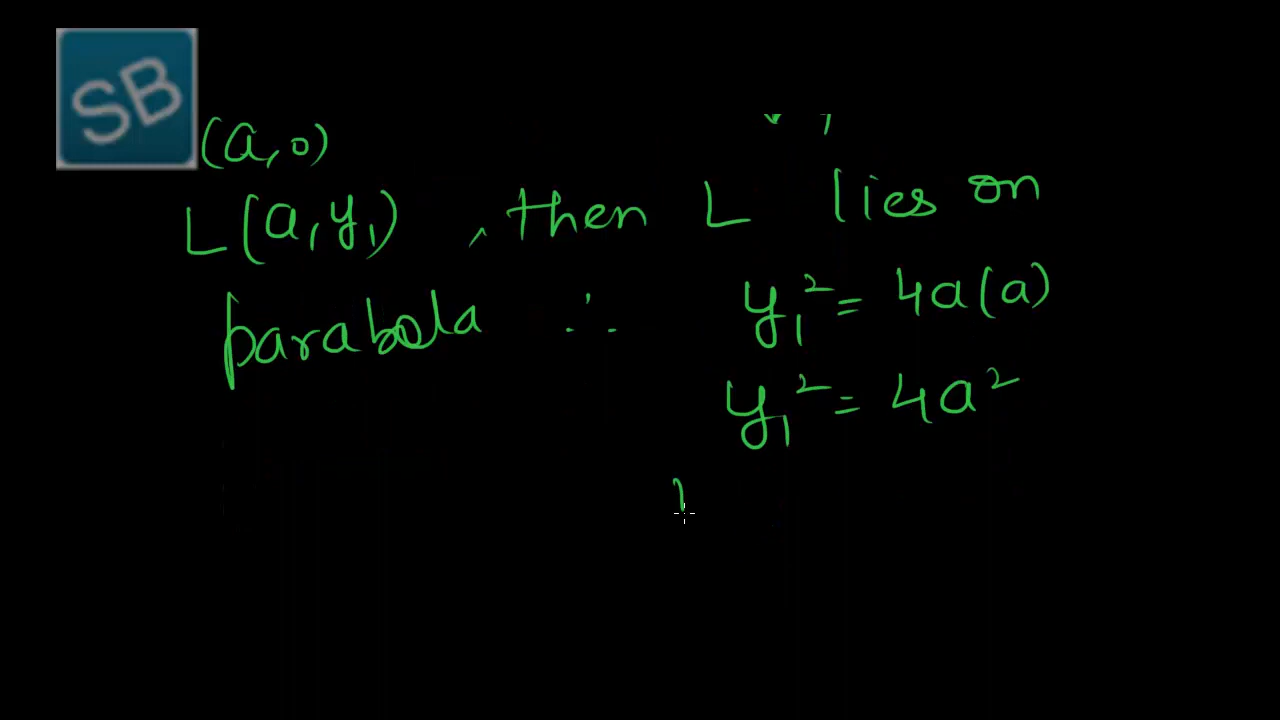 SB
(a,0)
L(a,y₁), then L lies on
parabola ∴ y₁² = 4a(a)
y₁² = 4a²